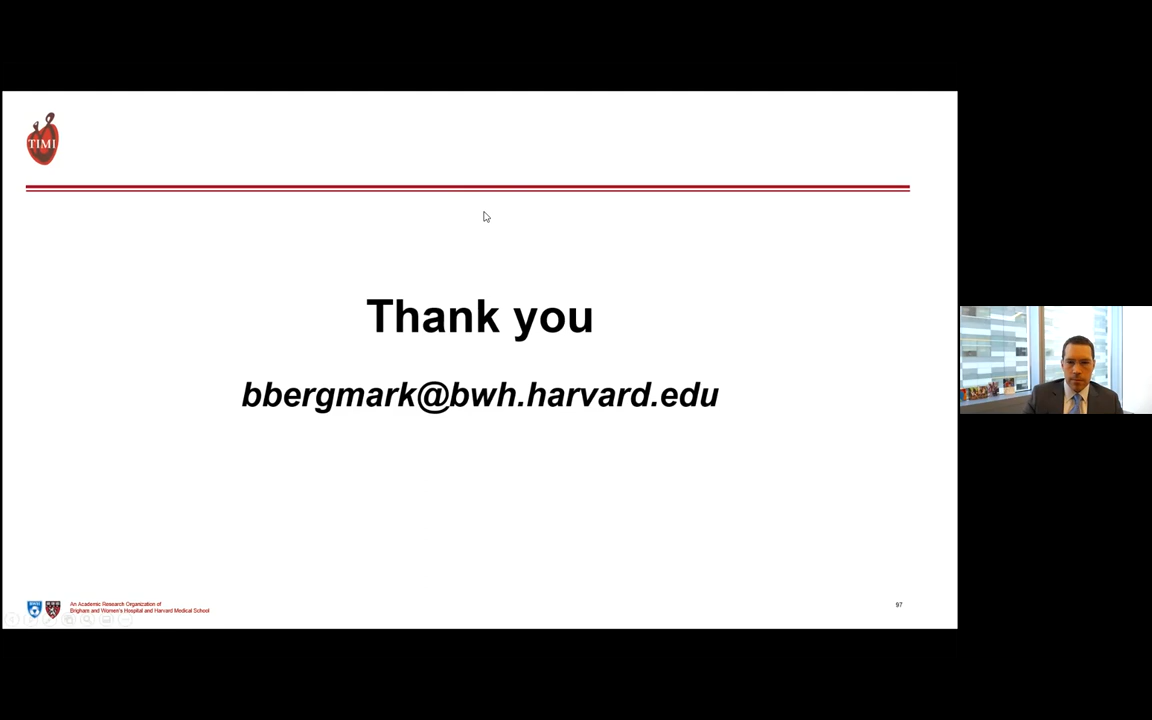 TIMI
Thank you
bbergmark@bwh.harvard.edu
An Academic Research Organization of
Brigham and Women's Hospital and Harvard Medical School
97